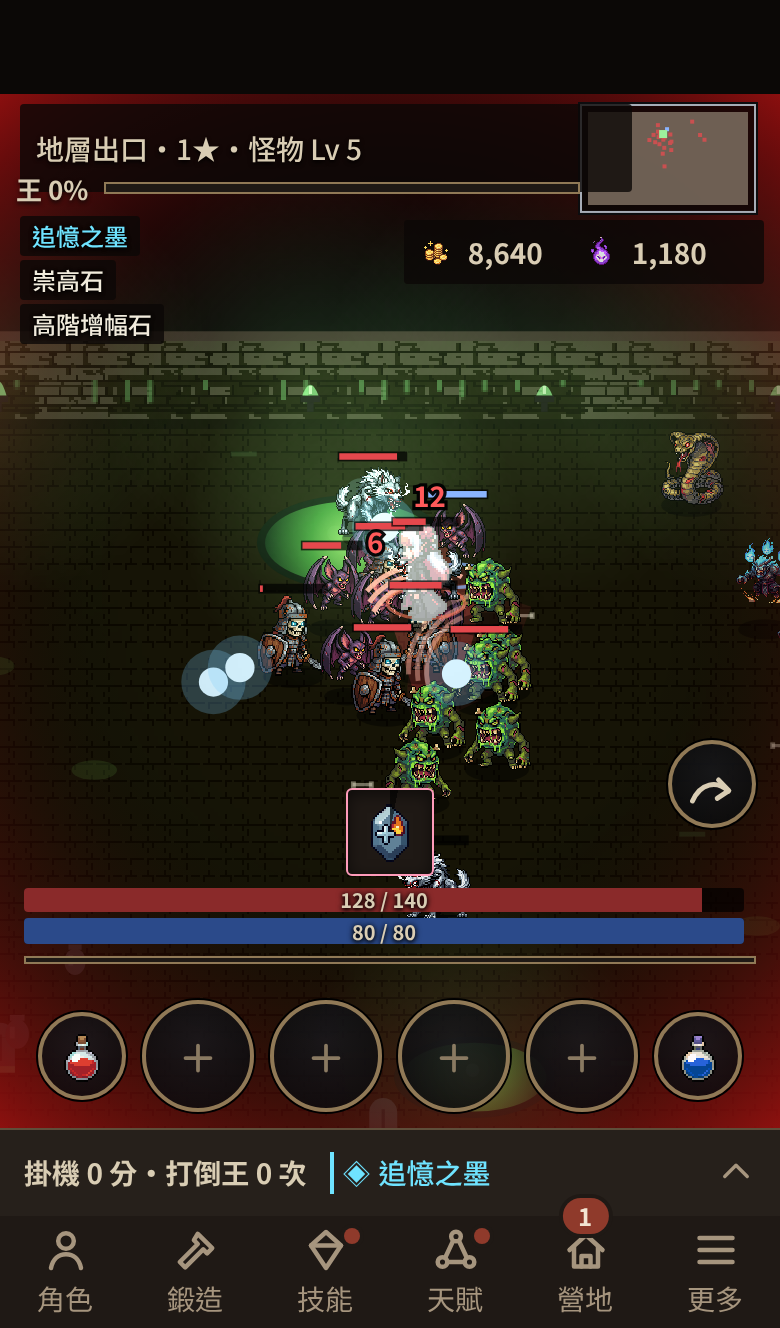 地層出口・1★・怪物 Lv 5
王 0%
追憶之墨
崇高石
高階增幅石
8,640
1,180
12
6
128 / 140
80 / 80
掛機 0 分・打倒王 0 次
◈ 追憶之墨
1
角色
鍛造
技能
天賦
營地
更多